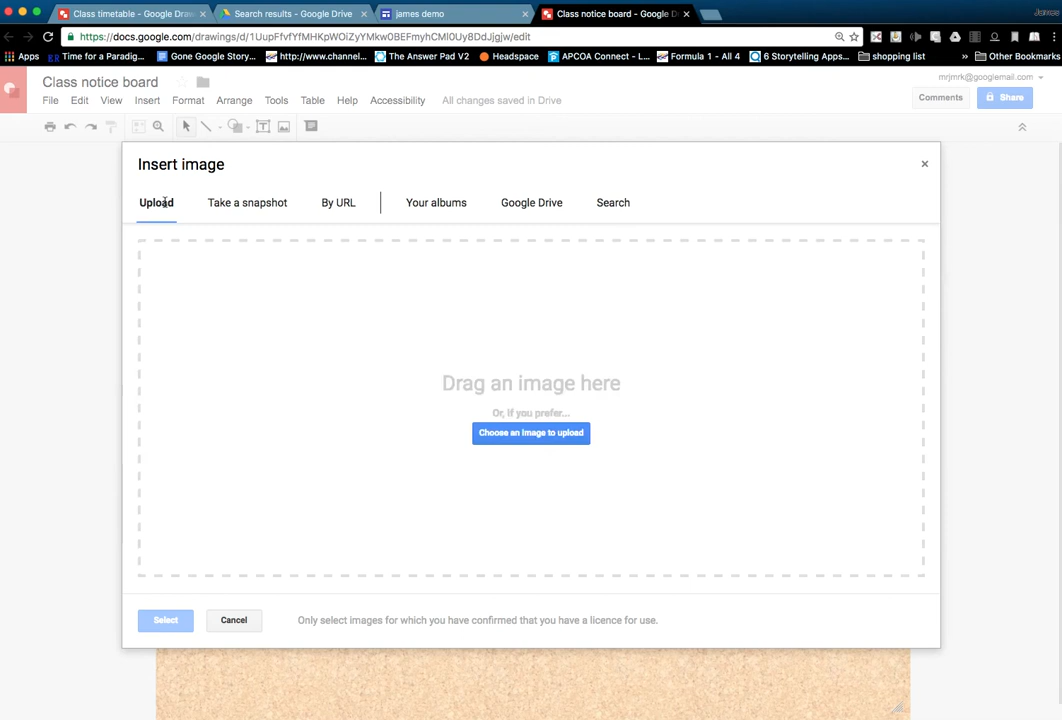 Class timetable - Google Draw
Search results - Google Drive
james demo
Class notice board - Google D
James
https://docs.google.com/drawings/d/1UupFfvfYfMHKpWOiZyYMkw0BEFmyhCMl0Uy8DdJjgjw/edit
Apps
Time for a Paradig...
Gone Google Story...
http://www.channel...
The Answer Pad V2
Headspace
APCOA Connect - L...
Formula 1 - All 4
6 Storytelling Apps...
shopping list
»
Other Bookmarks
Class notice board
mrjmrk@googlemail.com
File Edit View Insert Format Arrange Tools Table Help Accessibility All changes saved in Drive
Comments
Share
Insert image
Upload Take a snapshot By URL Your albums Google Drive Search
Drag an image here
Or, if you prefer...
Choose an image to upload
Select Cancel Only select images for which you have confirmed that you have a licence for use.